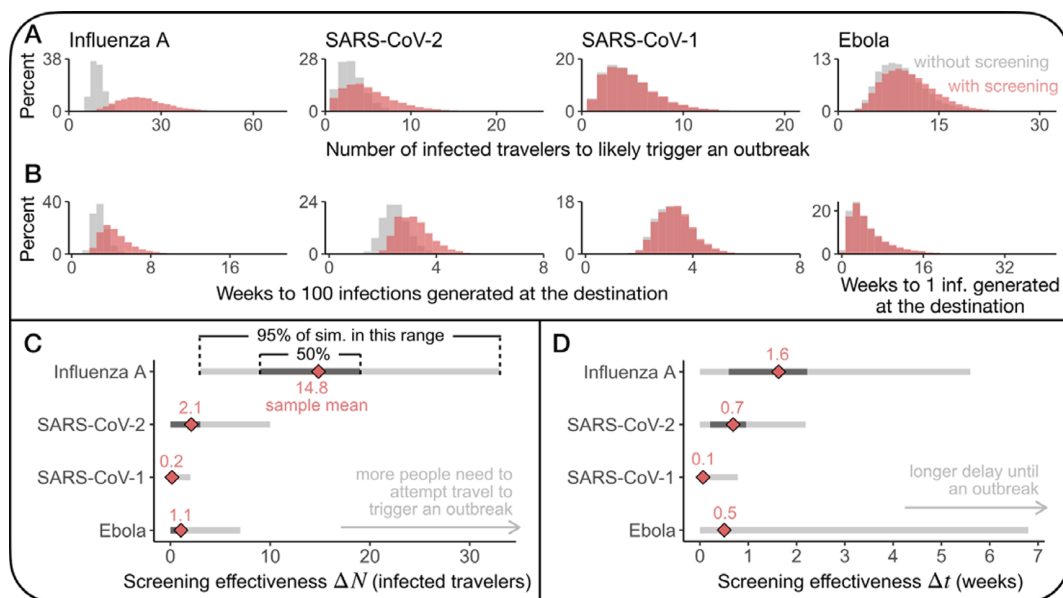 A
Influenza A
SARS-CoV-2
SARS-CoV-1
Ebola
without screening
with screening
Percent
38
0
0 30 60
28
0
0 10 20
20
0
0 10 20
13
0
0 15 30
Number of infected travelers to likely trigger an outbreak
B
Percent
40
0
0 8 16
24
0
0 4 8
18
0
0 4 8
20
0
0 16 32
Weeks to 100 infections generated at the destination
Weeks to 1 inf. generated
at the destination
C
95% of sim. in this range
50%
Influenza A
14.8
sample mean
2.1
SARS-CoV-2
0.2
SARS-CoV-1
more people need to
attempt travel to
trigger an outbreak
1.1
Ebola
0 10 20 30
Screening effectiveness ΔN (infected travelers)
D
1.6
Influenza A
0.7
SARS-CoV-2
0.1
SARS-CoV-1
longer delay until
an outbreak
0.5
Ebola
0 1 2 3 4 5 6 7
Screening effectiveness Δt (weeks)